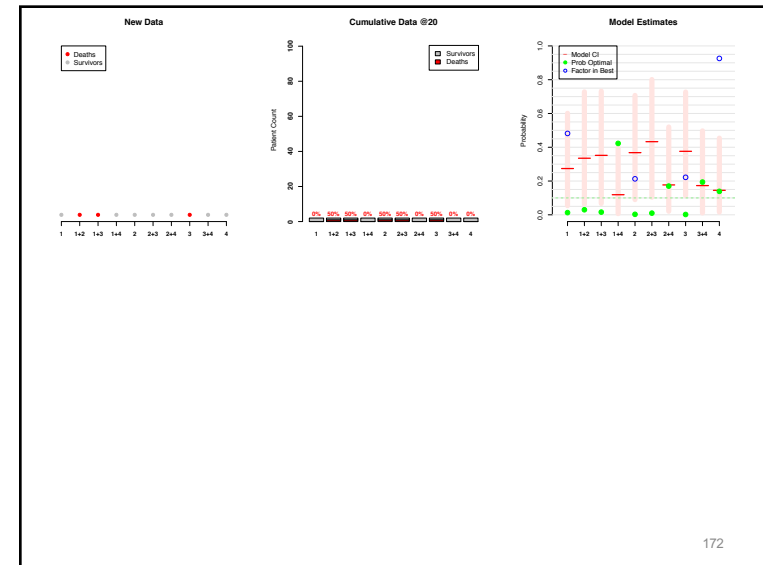 New Data
Deaths
Survivors
1 1+2 1+3 1+4 2 2+3 2+4 3 3+4 4
Cumulative Data @20
Survivors
Deaths
Patient Count
100
80
60
40
20
0
0% 50% 50% 0% 50% 50% 0% 50% 0% 0%
1 1+2 1+3 1+4 2 2+3 2+4 3 3+4 4
Model Estimates
Model CI
Prob Optimal
Factor in Best
Probability
1.0
0.8
0.6
0.4
0.2
0.0
1 1+2 1+3 1+4 2 2+3 2+4 3 3+4 4
172